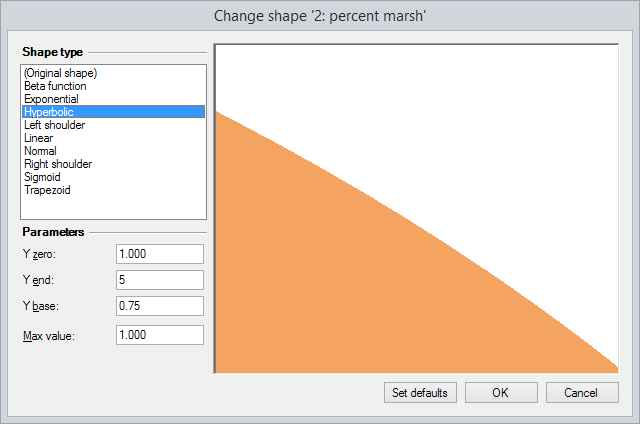 Change shape '2: percent marsh'
Shape type
(Original shape)
Beta function
Exponential
Hyperbolic
Left shoulder
Linear
Normal
Right shoulder
Sigmoid
Trapezoid
Parameters
Y zero: 1.000
Y end: 5
Y base: 0.75
Max value: 1.000
Set defaults OK Cancel